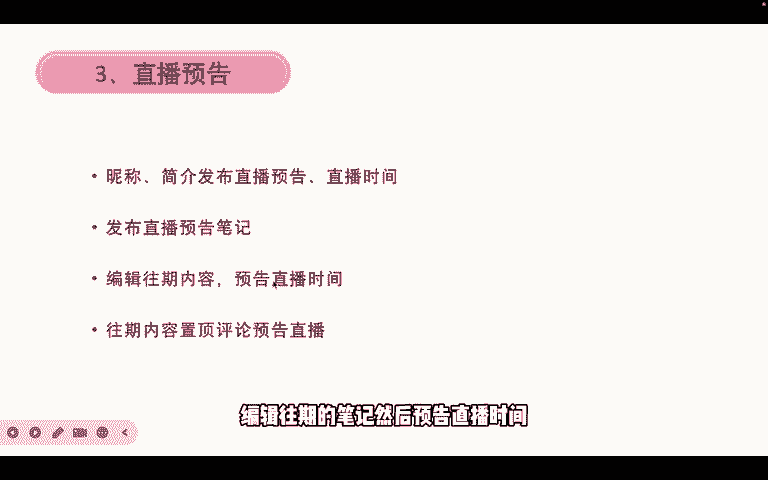 3、直播预告
• 昵称、简介发布直播预告、直播时间
• 发布直播预告笔记
• 编辑往期内容，预告直播时间
• 往期内容置顶评论预告直播
编辑往期的笔记然后预告直播时间